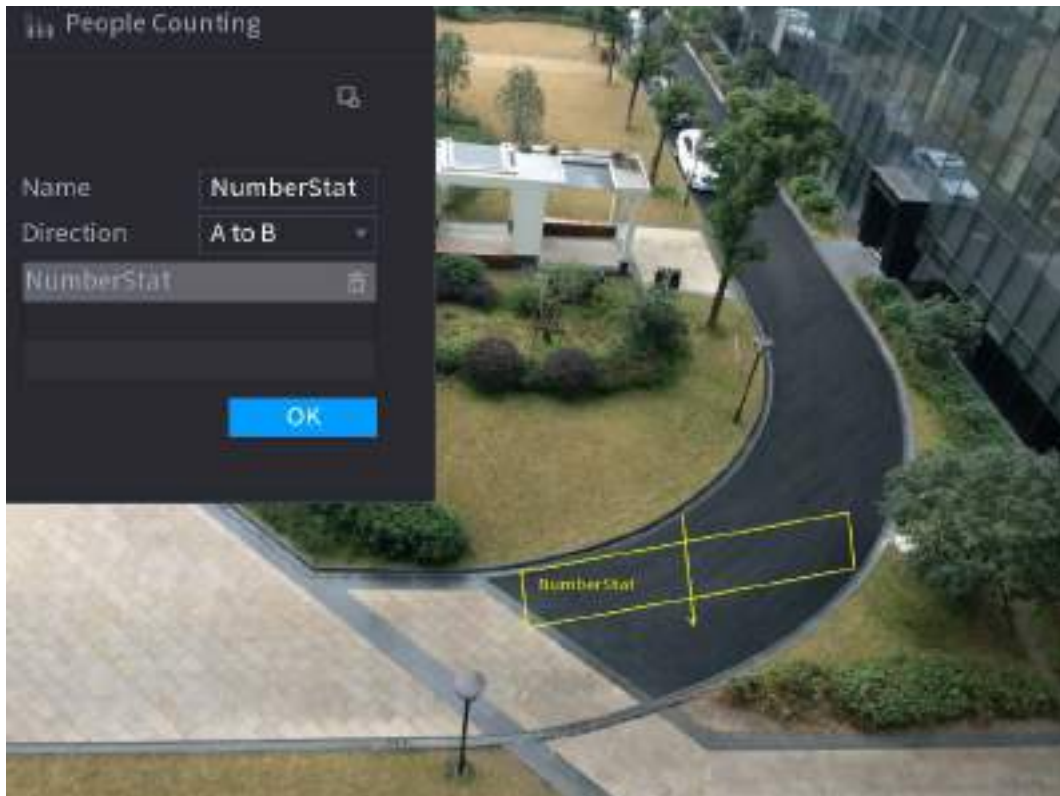 People Counting
Name NumberStat
Direction A to B
NumberStat
OK
NumberStat